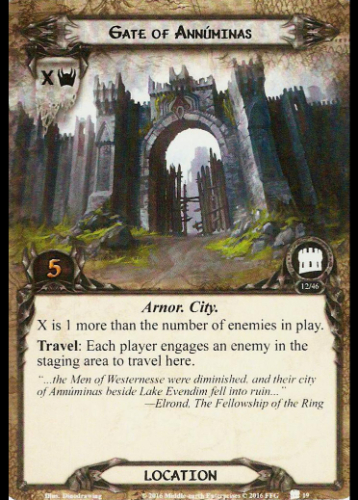 GATE OF ANNÚMINAS
X
5
12/46
Arnor. City.
X is 1 more than the number of enemies in play.
Travel: Each player engages an enemy in the
staging area to travel here.
"...the Men of Westernesse were diminished. and their city
of Annúminas beside Lake Evendim fell into ruin..."
—Elrond. The Fellowship of the Ring
LOCATION
© 2016 Middle-earth Enterprises © 2016 FFG
19